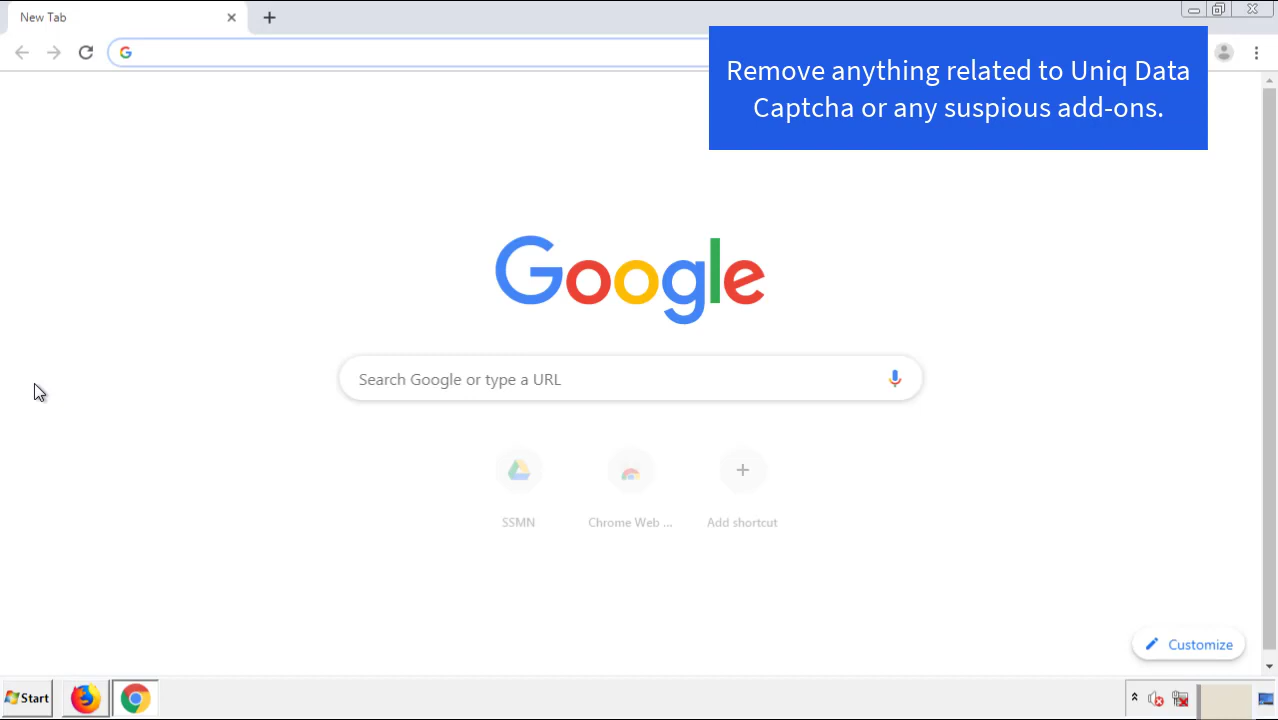 New Tab
Remove anything related to Uniq Data
Captcha or any suspious add-ons.
Google
Search Google or type a URL
SSMN
Chrome Web ...
Add shortcut
Customize
Start